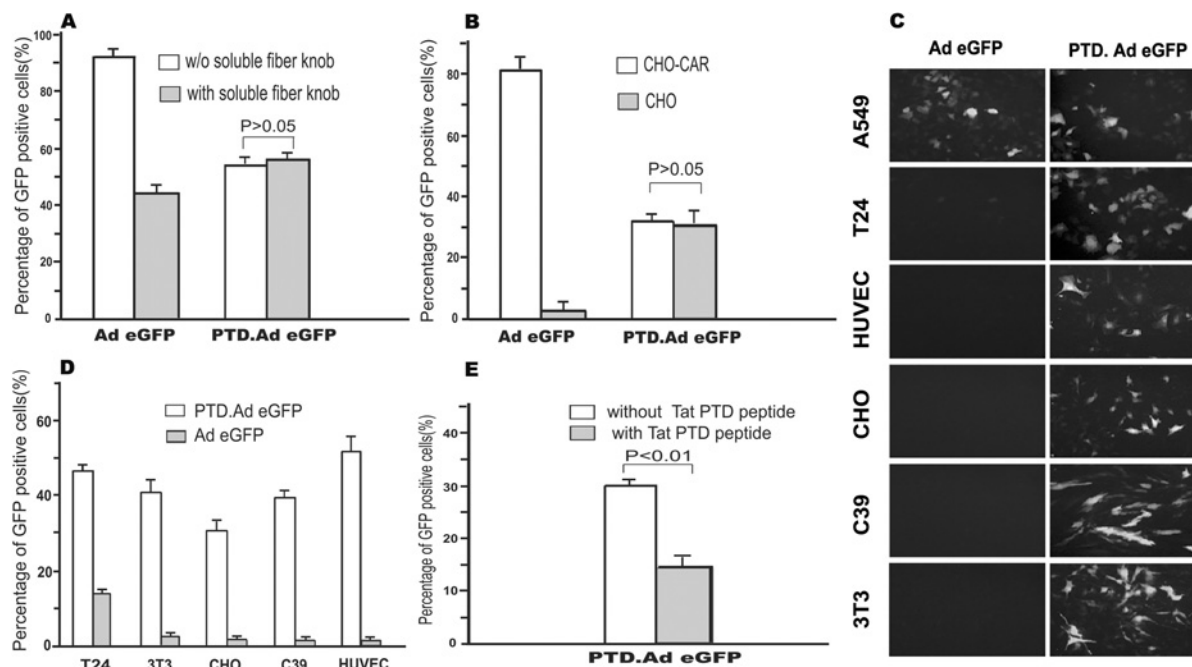 A
Percentage of GFP positive cells(%)
100
80
60
40
20
0
w/o soluble fiber knob
with soluble fiber knob
P>0.05
Ad eGFP PTD.Ad eGFP
B
Percentage of GFP positive cells(%)
80
60
40
20
0
CHO-CAR
CHO
P>0.05
Ad eGFP PTD.Ad eGFP
C
Ad eGFP PTD. Ad eGFP
A549
T24
HUVEC
CHO
C39
3T3
D
Percentage of GFP positive cells(%)
60
40
20
0
PTD.Ad eGFP
Ad eGFP
T24 3T3 CHO C39 HUVEC
E
Percentage of GFP positive cells(%)
40
30
30
20
10
0
without Tat PTD peptide
with Tat PTD peptide
P<0.01
PTD.Ad eGFP